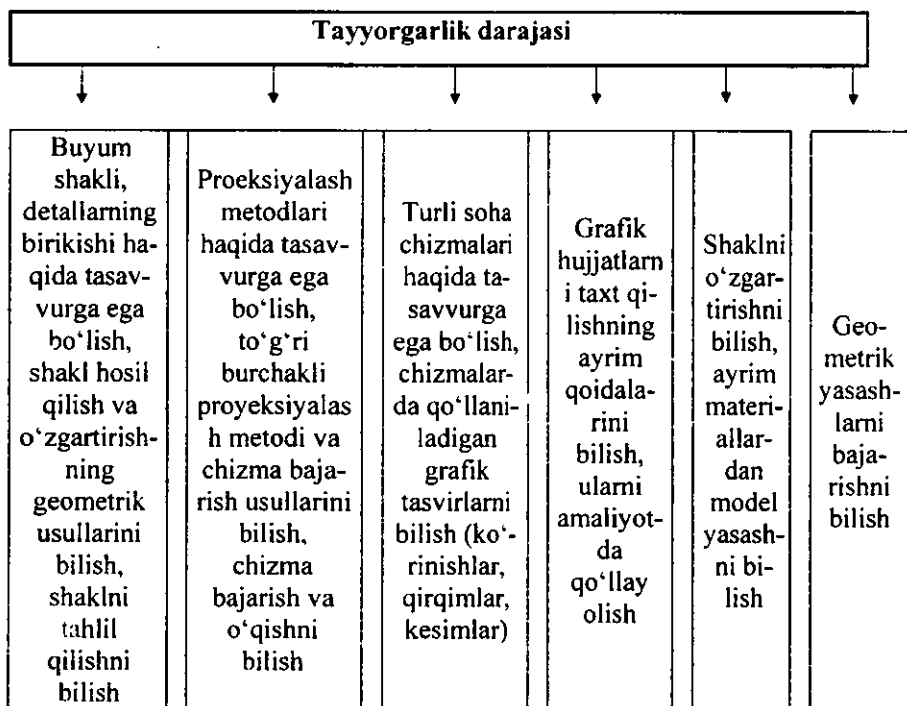 Tayyorgarlik darajasi
Buyum
shakli,
detallarning
birikishi ha-
qida tasav-
vurga ega
bo‘lish,
shakl hosil
qilish va
o‘zgartirish-
ning
geometrik
usullarini
bilish,
shaklni
tahlil
qilishni
bilish
Proeksiyalash
metodlari
haqida tasav-
vurga ega
bo‘lish,
to‘g‘ri
burchakli
proyeksiyalas
h metodi va
chizma baja-
rish usullarini
bilish,
chizma
bajarish va
o‘qishni
bilish
Turli soha
chizmalari
haqida ta-
savvurga
ega bo‘lish,
chizmalar-
da qo‘llani-
ladigan
grafik
tasvirlarni
bilish (ko‘-
rinishlar,
qirqimlar,
kesimlar)
Grafik
hujjatlarn
i taxt qi-
lishning
ayrim
qoidala-
rini
bilish,
ularni
amaliyot-
da
qo‘llay
olish
Shaklni
o‘zgar-
tirishni
bilish,
ayrim
materi-
allar-
dan
model
yasash-
ni bi-
lish
Geo-
metrik
yasash-
larni
baja-
rishni
bilish